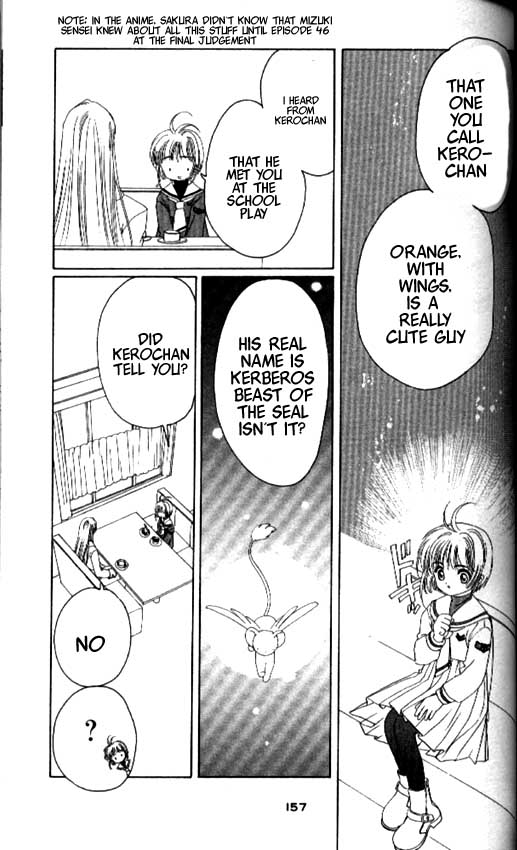 NOTE: IN THE ANIME, SAKURA DIDN'T KNOW THAT MIZUKI
SENSEI KNEW ABOUT ALL THIS STUFF UNTIL EPISODE 46
AT THE FINAL JUDGEMENT
I HEARD
FROM
KEROCHAN
THAT HE
MET YOU
AT THE
SCHOOL
PLAY
THAT
ONE YOU
CALL
KERO-
CHAN
ORANGE,
WITH
WINGS,
IS A
REALLY
CUTE GUY
ドキッ
DID
KEROCHAN
TELL YOU?
NO
?
HIS REAL
NAME IS
KERBEROS
BEAST OF
THE SEAL
ISN'T IT?
157